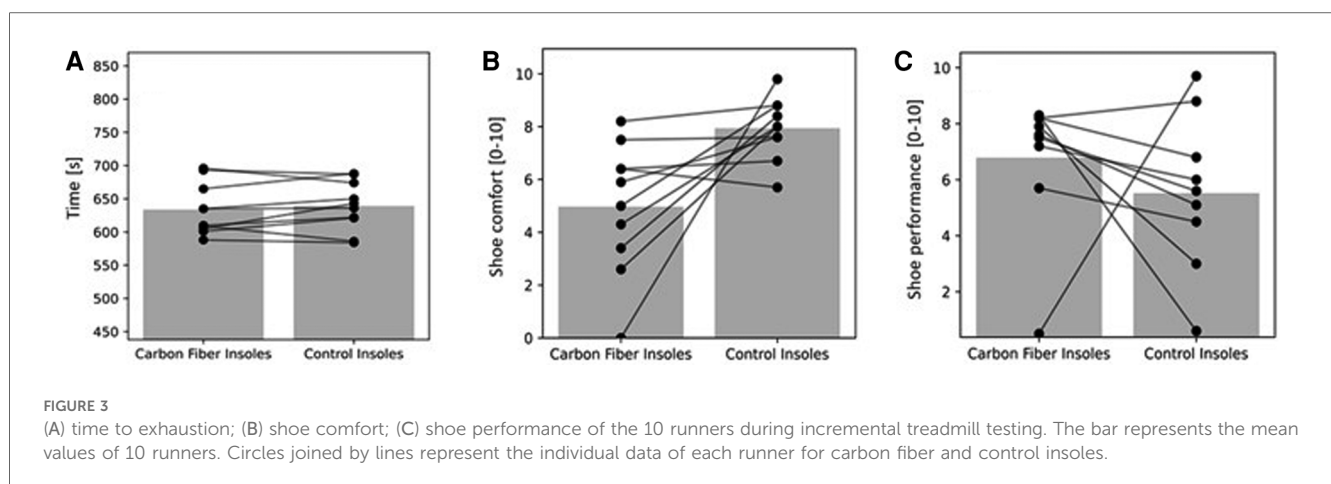 A
Time [s]
850
800
750
700
650
600
550
500
450
Carbon Fiber Insoles Control Insoles
B
Shoe comfort [0-10]
10
8
6
4
2
0
Carbon Fiber Insoles Control Insoles
C
Shoe performance [0-10]
10
8
6
4
2
Carbon Fiber Insoles Control Insoles
FIGURE 3
(A) time to exhaustion; (B) shoe comfort; (C) shoe performance of the 10 runners during incremental treadmill testing. The bar represents the mean
values of 10 runners. Circles joined by lines represent the individual data of each runner for carbon fiber and control insoles.